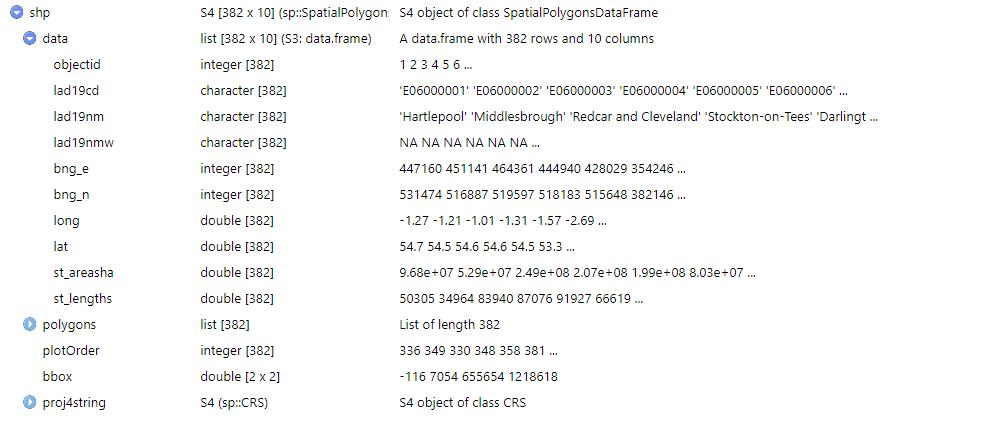 shp S4 [382 x 10] (sp::SpatialPolygons S4 object of class SpatialPolygonsDataFrame
data list [382 x 10] (S3: data.frame) A data.frame with 382 rows and 10 columns
objectid integer [382] 1 2 3 4 5 6 ...
lad19cd character [382] 'E06000001' 'E06000002' 'E06000003' 'E06000004' 'E06000005' 'E06000006' ...
lad19nm character [382] 'Hartlepool' 'Middlesbrough' 'Redcar and Cleveland' 'Stockton-on-Tees' 'Darlingt ...
lad19nmw character [382] NA NA NA NA NA NA ...
bng_e integer [382] 447160 451141 464361 444940 428029 354246 ...
bng_n integer [382] 531474 516887 519597 518183 515648 382146 ...
long double [382] -1.27 -1.21 -1.01 -1.31 -1.57 -2.69 ...
lat double [382] 54.7 54.5 54.6 54.6 54.5 53.3 ...
st_areasha double [382] 9.68e+07 5.29e+07 2.49e+08 2.07e+08 1.99e+08 8.03e+07 ...
st_lengths double [382] 50305 34964 83940 87076 91927 66619 ...
polygons list [382] List of length 382
plotOrder integer [382] 336 349 330 348 358 381 ...
bbox double [2 x 2] -116 7054 655654 1218618
proj4string S4 (sp::CRS) S4 object of class CRS